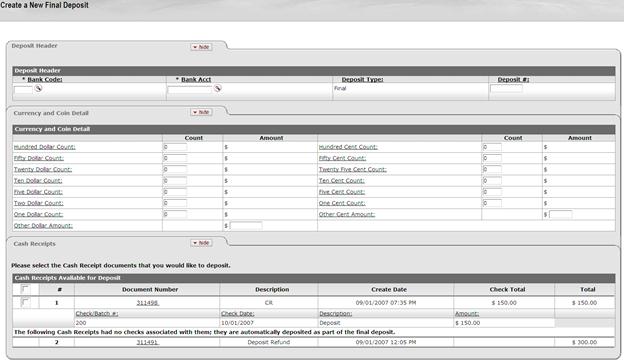 Create a New Final Deposit
Deposit Header ▼ hide
Deposit Header
* Bank Code: * Bank Acct Deposit Type: Deposit #:
Final
Currency and Coin Detail ▼ hide
Currency and Coin Detail
Count Amount Count Amount
Hundred Dollar Count: 0 $ Hundred Cent Count: 0 $
Fifty Dollar Count: 0 $ Fifty Cent Count: 0 $
Twenty Dollar Count: 0 $ Twenty Five Cent Count: 0 $
Ten Dollar Count: 0 $ Ten Cent Count: 0 $
Five Dollar Count: 0 $ Five Cent Count: 0 $
Two Dollar Count: 0 $ One Cent Count: 0 $
One Dollar Count: 0 $ Other Cent Amount: $
Other Dollar Amount: $
Cash Receipts ▼ hide
Please select the Cash Receipt documents that you would like to deposit.
Cash Receipts Available for Deposit
# Document Number Description Create Date Check Total Total
1 311498 CR 09/01/2007 07:35 PM $ 150.00 $ 150.00
Check/Batch #: Check Date: Description: Amount:
200 10/01/2007 Deposit $ 150.00
The following Cash Receipts had no checks associated with them; they are automatically deposited as part of the final deposit.
2 311491 Deposit Refund 09/01/2007 12:05 PM $ 300.00